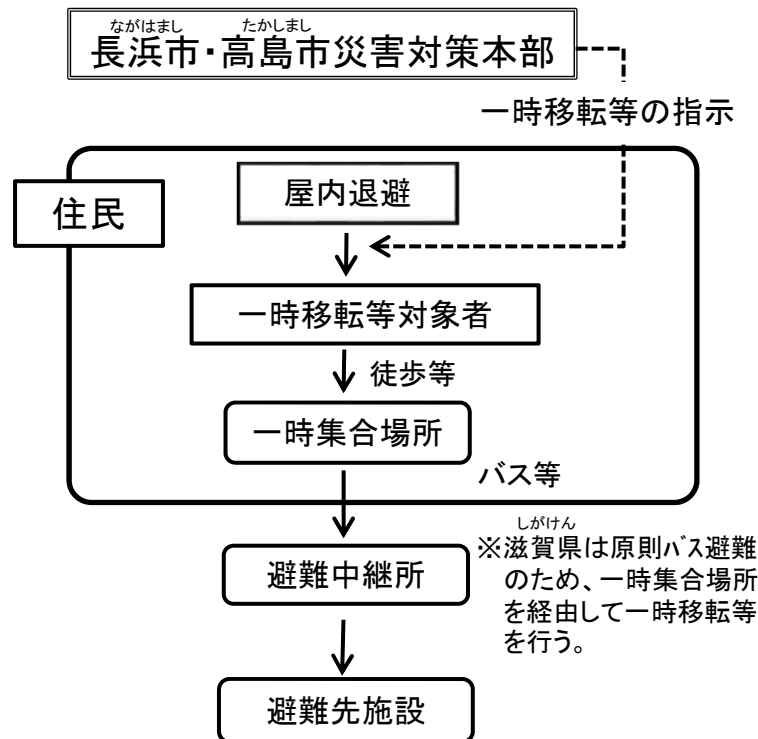 ながはまし たかしまし
長浜市・高島市災害対策本部
一時移転等の指示
住民
屋内退避
一時移転等対象者
徒歩等
一時集合場所
バス等
避難中継所
しがけん
※滋賀県は原則バス避難
のため、一時集合場所
を経由して一時移転等
を行う。
避難先施設